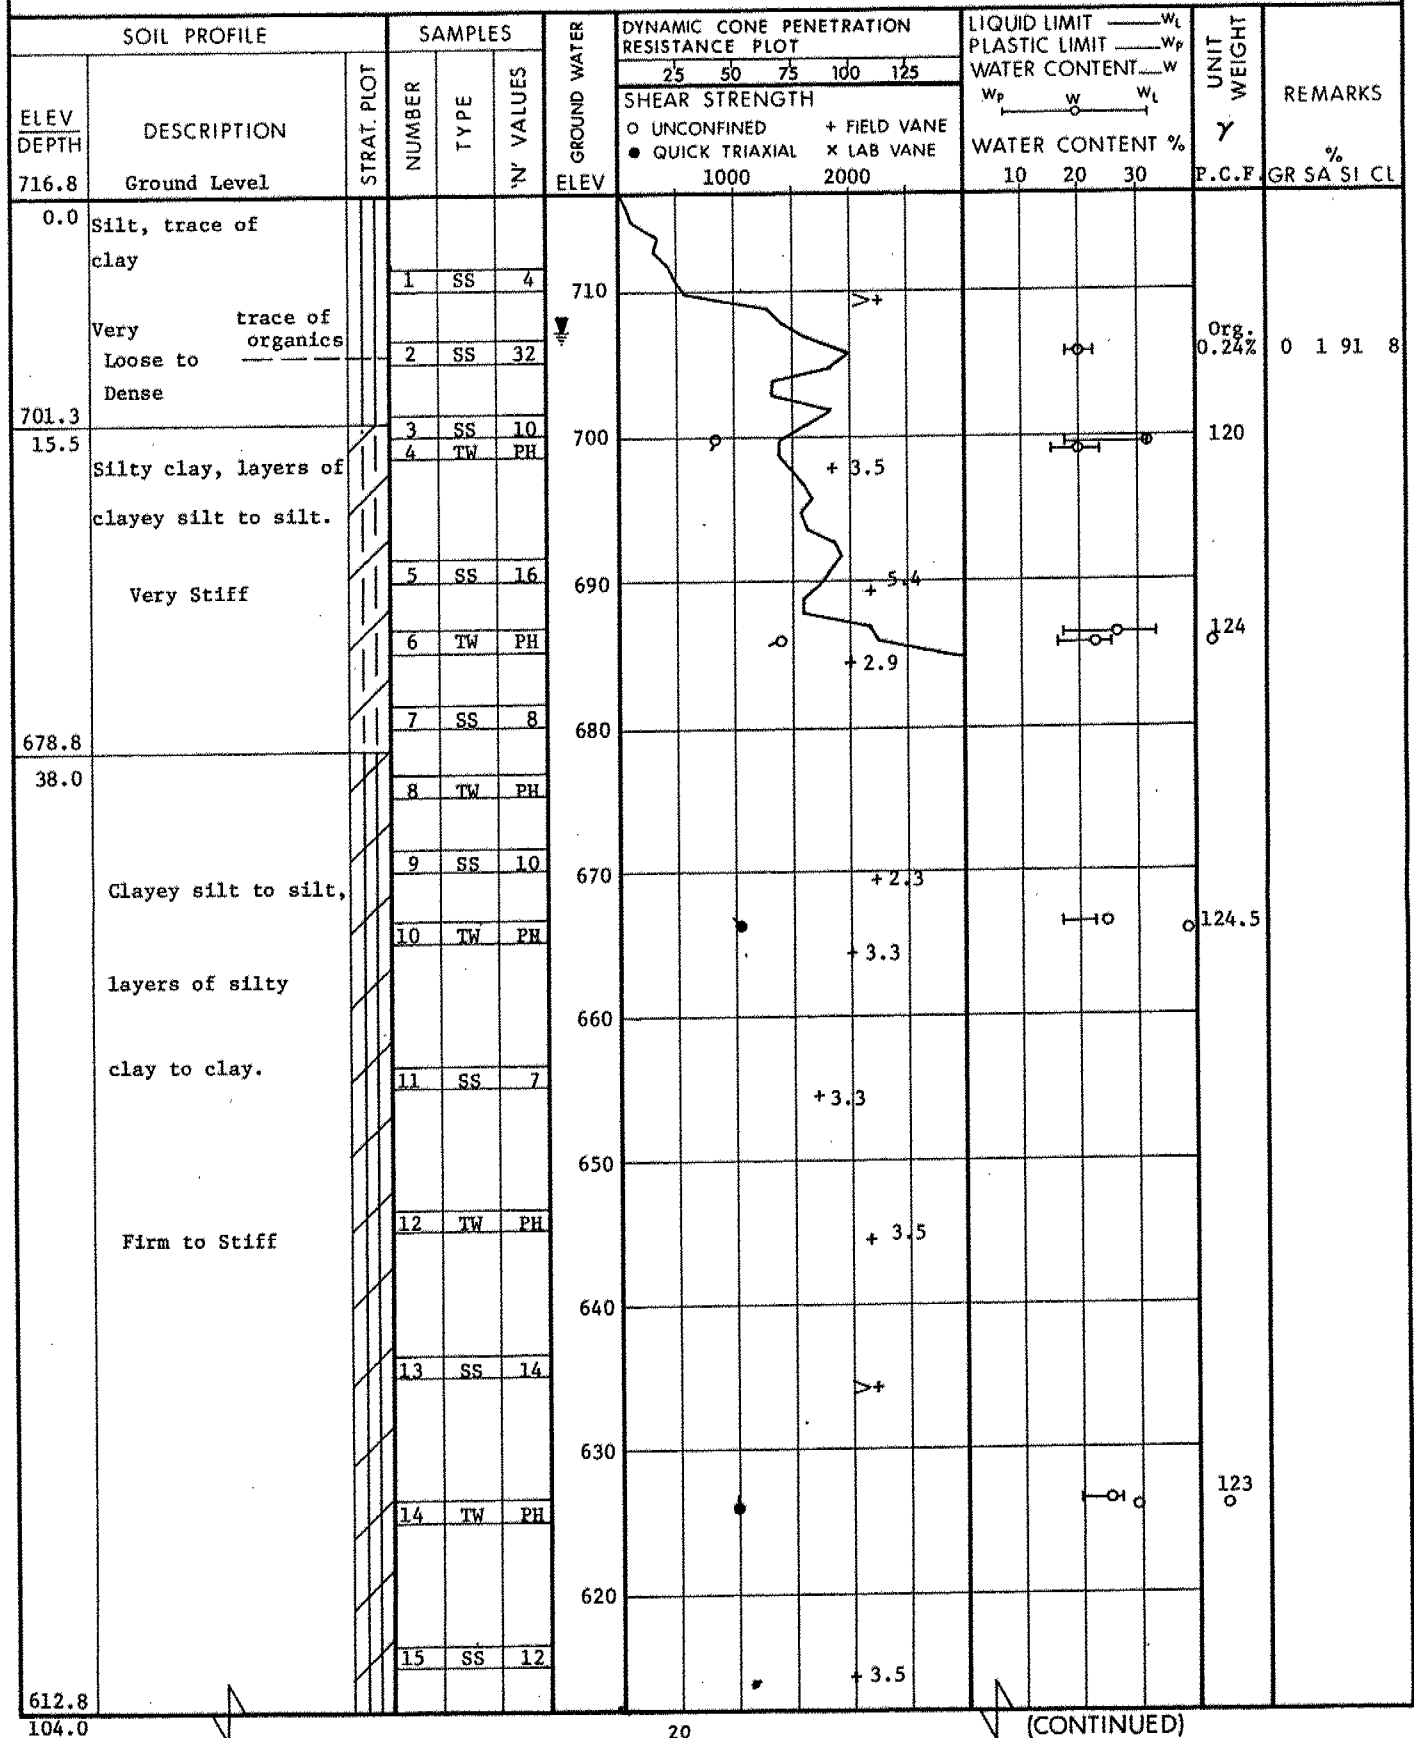 SOIL PROFILE
SAMPLES
GROUND WATER
ELEV
DYNAMIC CONE PENETRATION
RESISTANCE PLOT
25 50 75 100 125
SHEAR STRENGTH
○ UNCONFINED + FIELD VANE
● QUICK TRIAXIAL × LAB VANE
1000 2000
LIQUID LIMIT —— WL
PLASTIC LIMIT —— WP
WATER CONTENT — W
WP W WL
WATER CONTENT %
10 20 30
UNIT WEIGHT
γ
P.C.F.
REMARKS
%
GR SA SI CL
ELEV
DEPTH
DESCRIPTION
STRAT. PLOT
NUMBER
TYPE
'N' VALUES
716.8 Ground Level
0.0
Silt, trace of
clay
1 SS 4
710
>+
Very trace of
organics
Loose to
Dense
2 SS 32
Org.
0.24% 0 1 91 8
701.3
15.5
3 SS 10
4 TW PH
700
120
+ 3.5
Silty clay, layers of
clayey silt to silt.
Very Stiff
5 SS 16
690
+ 5.4
6 TW PH
124
+ 2.9
7 SS 8
680
678.8
38.0
8 TW PH
9 SS 10
670
+ 2.3
Clayey silt to silt,
10 TW PH
124.5
+ 3.3
layers of silty
660
clay to clay.
11 SS 7
+ 3.3
650
12 TW PH
+ 3.5
Firm to Stiff
640
13 SS 14
>+
630
123
14 TW PH
620
15 SS 12
+ 3.5
612.8
104.0
20
(CONTINUED)